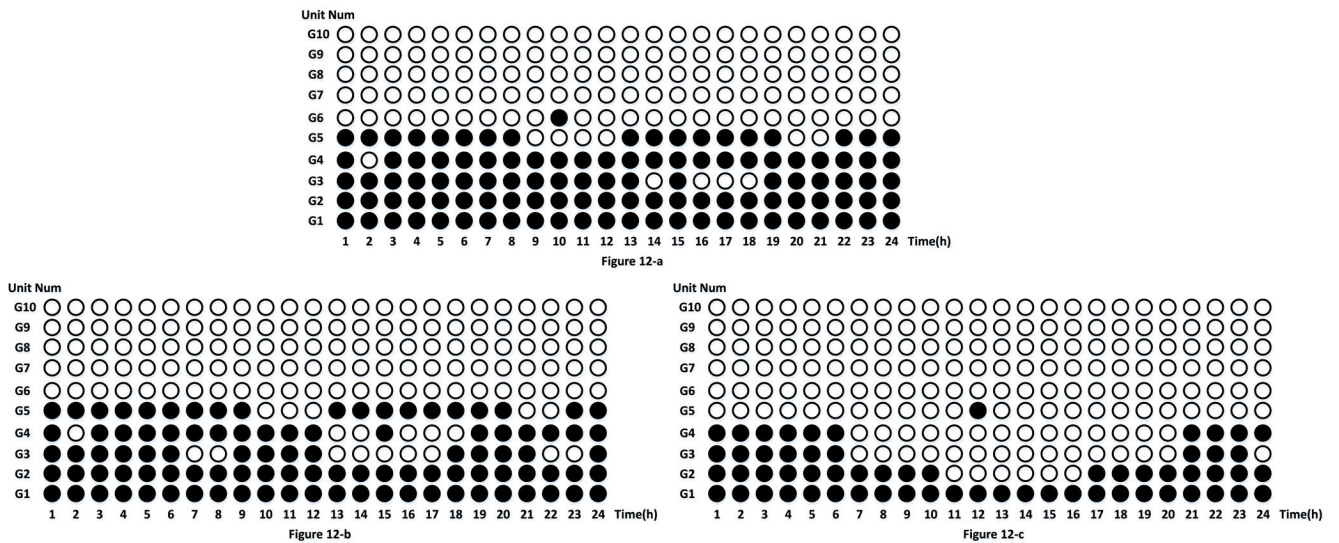 Unit Num
G10
G9
G8
G7
G6
G5
G4
G3
G2
G1
1 2 3 4 5 6 7 8 9 10 11 12 13 14 15 16 17 18 19 20 21 22 23 24 Time(h)
Figure 12-a
Unit Num
G10
G9
G8
G7
G6
G5
G4
G3
G2
G1
1 2 3 4 5 6 7 8 9 10 11 12 13 14 15 16 17 18 19 20 21 22 23 24 Time(h)
Figure 12-b
Unit Num
G10
G9
G8
G7
G6
G5
G4
G3
G2
G1
1 2 3 4 5 6 7 8 9 10 11 12 13 14 15 16 17 18 19 20 21 22 23 24 Time(h)
Figure 12-c